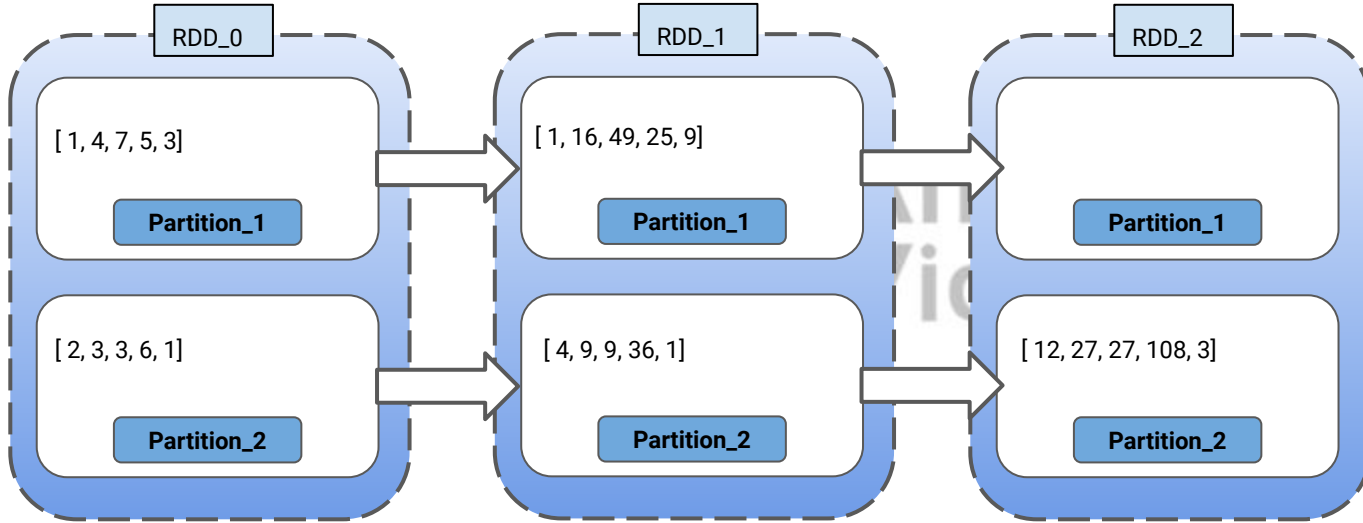 RDD_0
RDD_1
RDD_2
[ 1, 4, 7, 5, 3]
[ 1, 16, 49, 25, 9]
Partition_1
Partition_1
Partition_1
[ 2, 3, 3, 6, 1]
[ 4, 9, 9, 36, 1]
[ 12, 27, 27, 108, 3]
Partition_2
Partition_2
Partition_2